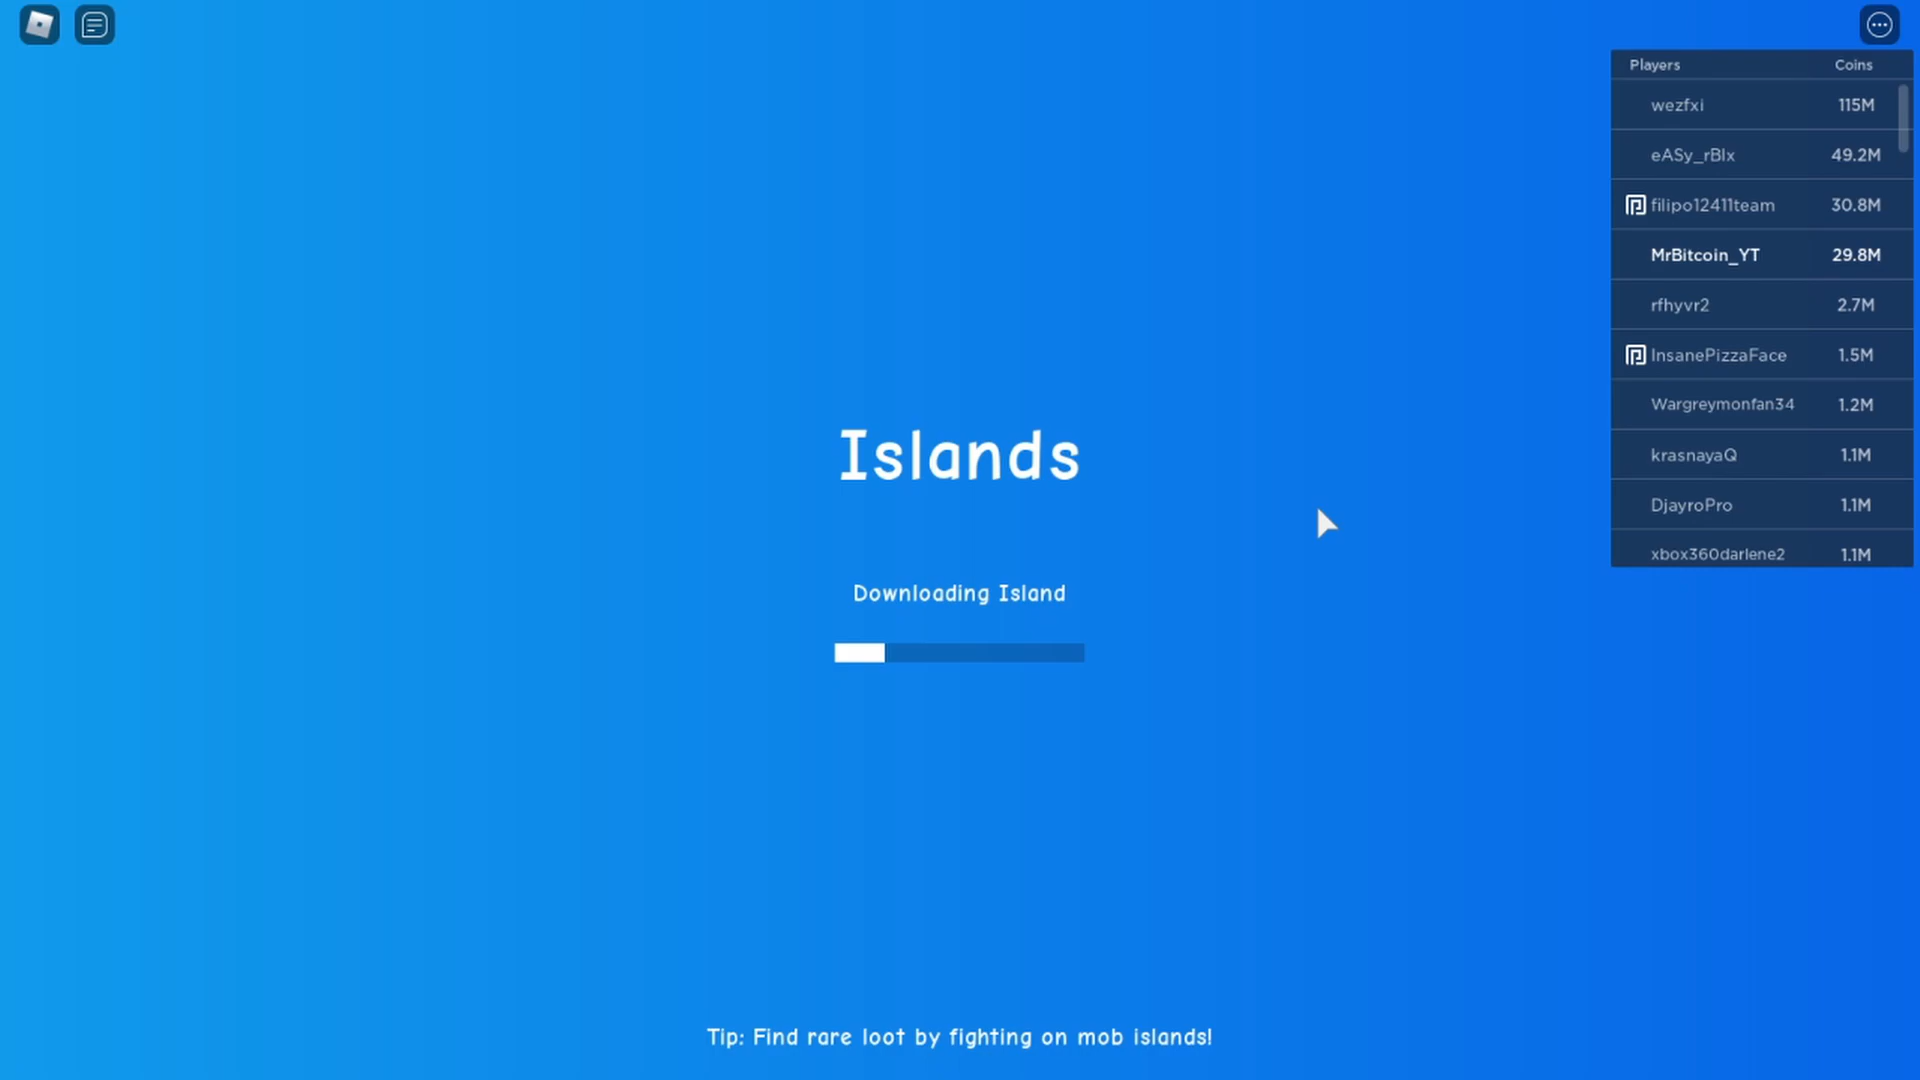 Players Coins
wezfxi 115M
eASy_rBlx 49.2M
filipo12411team 30.8M
MrBitcoin_YT 29.8M
rfhyvr2 2.7M
InsanePizzaFace 1.5M
Wargreymonfan34 1.2M
krasnayaQ 1.1M
DjayroPro 1.1M
xbox360darlene2 1.1M
Islands
Downloading Island
Tip: Find rare loot by fighting on mob islands!